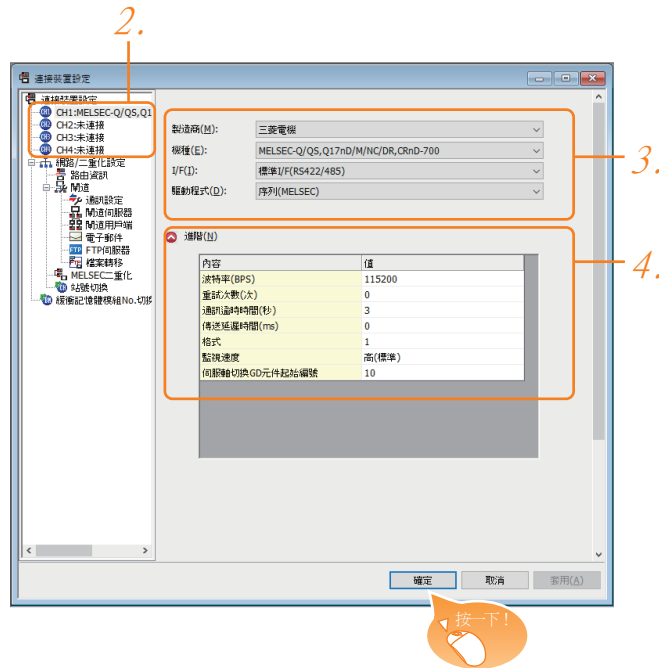 2.
連接裝置設定
連接裝置設定
CH1:MELSEC-Q/QS,Q1
CH2:未連接
CH3:未連接
CH4:未連接
網路/二重化設定
路由資訊
閘道
通訊設定
閘道伺服器
閘道用戶端
電子郵件
FTP伺服器
檔案轉移
MELSEC二重化
站號切換
緩衝記憶體模組No.切換
製造商(M): 三菱電機
機種(E): MELSEC-Q/QS,Q17nD/M/NC/DR,CRnD-700
I/F(I): 標準I/F(RS422/485)
驅動程式(D): 序列(MELSEC)
3.
進階(N)
4.
內容 值
波特率(BPS) 115200
重試次數(次) 0
通訊逾時時間(秒) 3
傳送延遲時間(ms) 0
格式 1
監視速度 高(標準)
伺服軸切換GD元件起始編號 10
確定 取消 套用(A)
按一下!